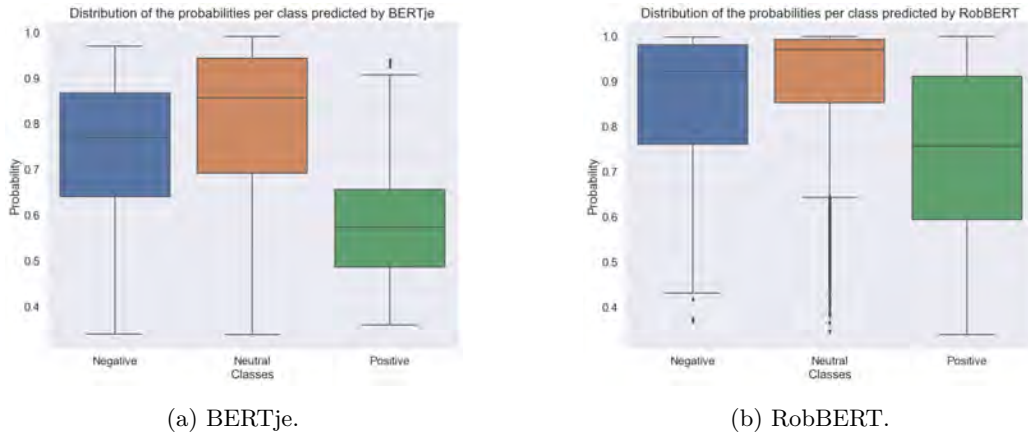 Distribution of the probabilities per class predicted by BERTje
1.0
0.9
0.8
0.7
0.6
0.5
0.4
Probability
Negative
Neutral
Positive
Classes
(a) BERTje.
Distribution of the probabilities per class predicted by RobBERT
1.0
0.9
0.8
0.7
0.6
0.5
0.4
Probability
Negative
Neutral
Positive
Classes
(b) RobBERT.